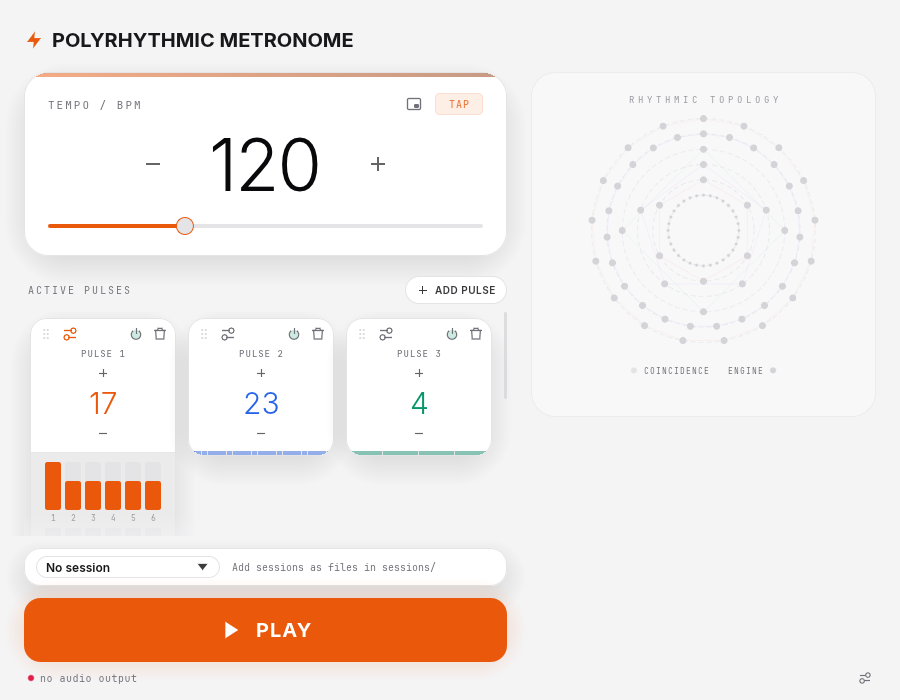 POLYRHYTHMIC METRONOME
TEMPO / BPM
TAP
120
ACTIVE PULSES
ADD PULSE
PULSE 1
+
17
−
1 2 3 4 5 6
PULSE 2
+
23
−
PULSE 3
+
4
−
No session
Add sessions as files in sessions/
PLAY
no audio output
RHYTHMIC TOPOLOGY
COINCIDENCE ENGINE